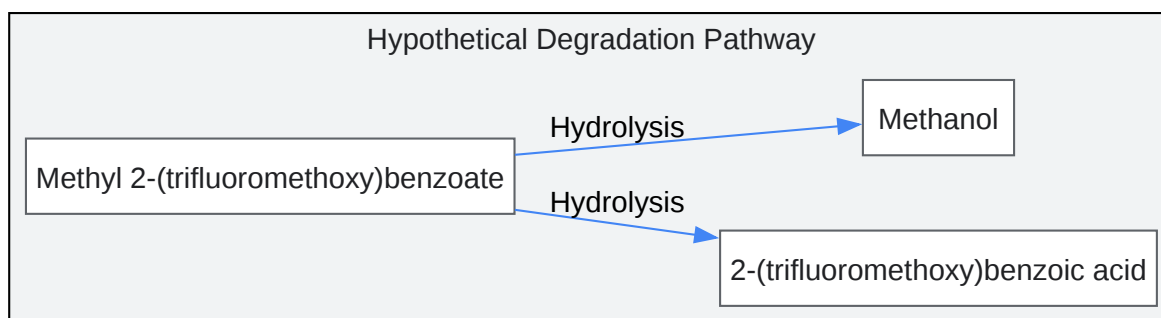 Hypothetical Degradation Pathway
Hydrolysis
Methanol
Methyl 2-(trifluoromethoxy)benzoate
Hydrolysis
2-(trifluoromethoxy)benzoic acid